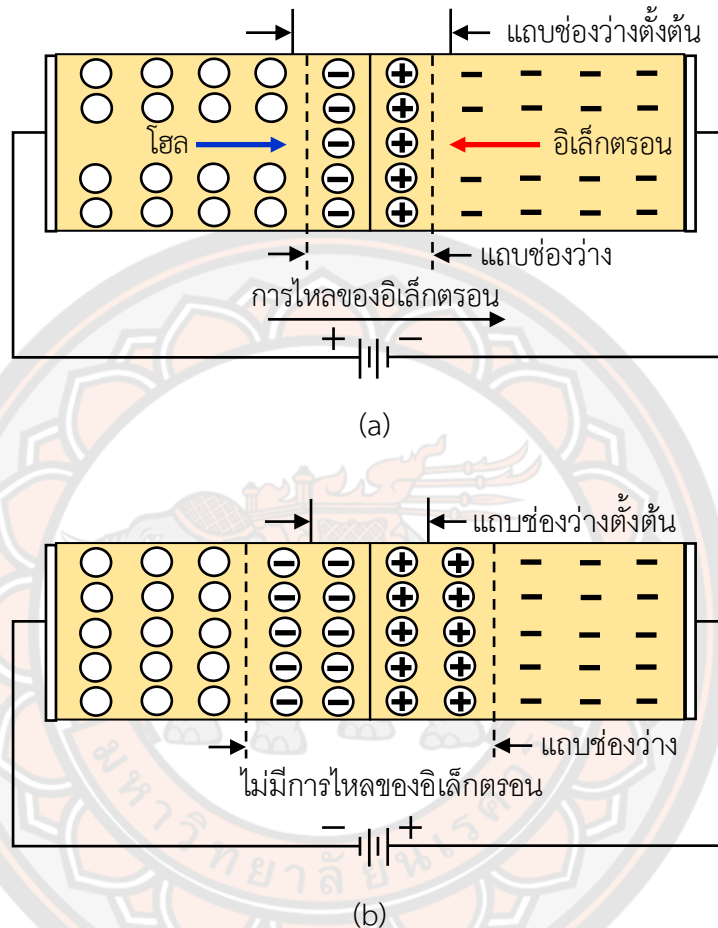 แถบช่องว่างตั้งต้น
โฮล
อิเล็กตรอน
แถบช่องว่าง
การไหลของอิเล็กตรอน
+ −
(a)
แถบช่องว่างตั้งต้น
แถบช่องว่าง
ไม่มีการไหลของอิเล็กตรอน
− +
(b)